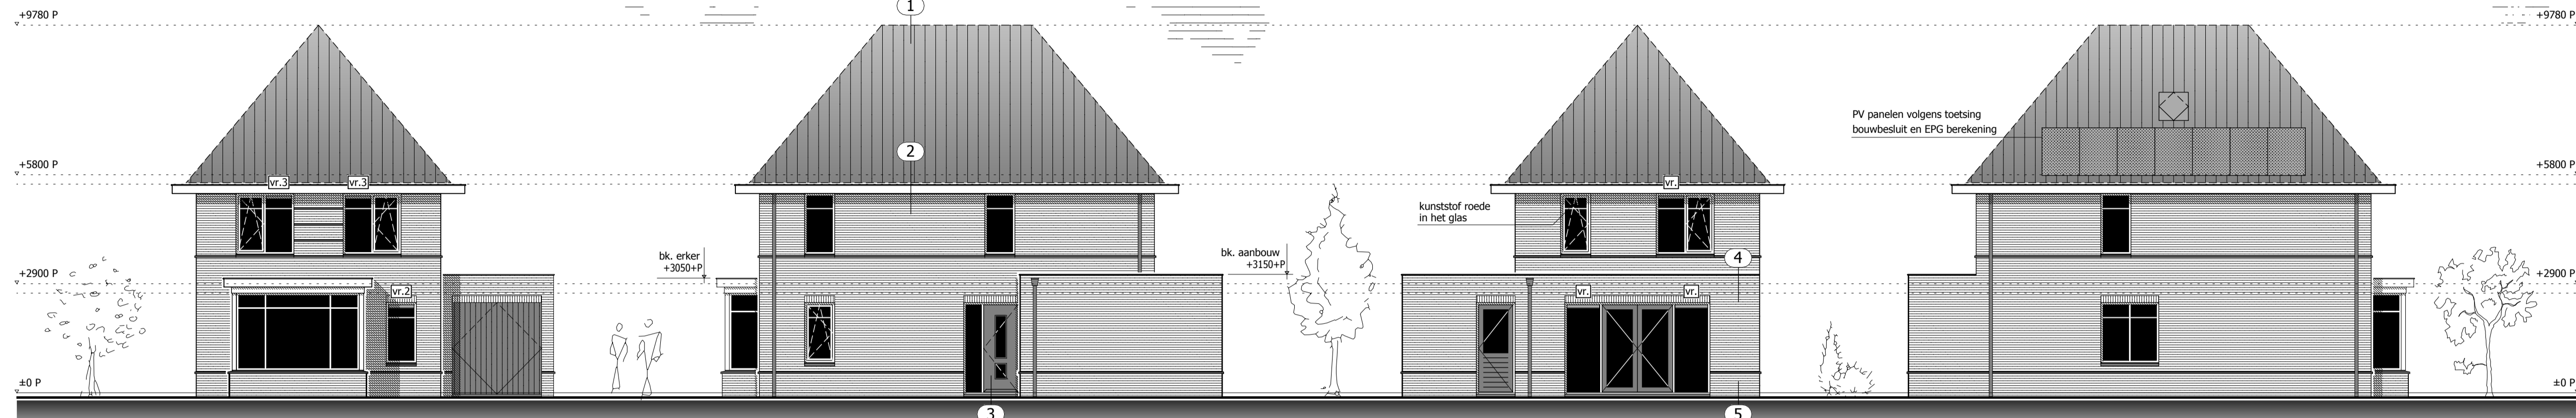 +9780 P
1
+9780 P
PV panelen volgens toetsing
bouwbesluit en EPG berekening
2
+5800 P
+5800 P
vr.3
vr.3
vr.
kunststof roede
in het glas
bk. erker
+3050+P
bk. aanbouw
+3150+P
4
+2900 P
+2900 P
vr.2
vr.
vr.
±0 P
±0 P
3
5